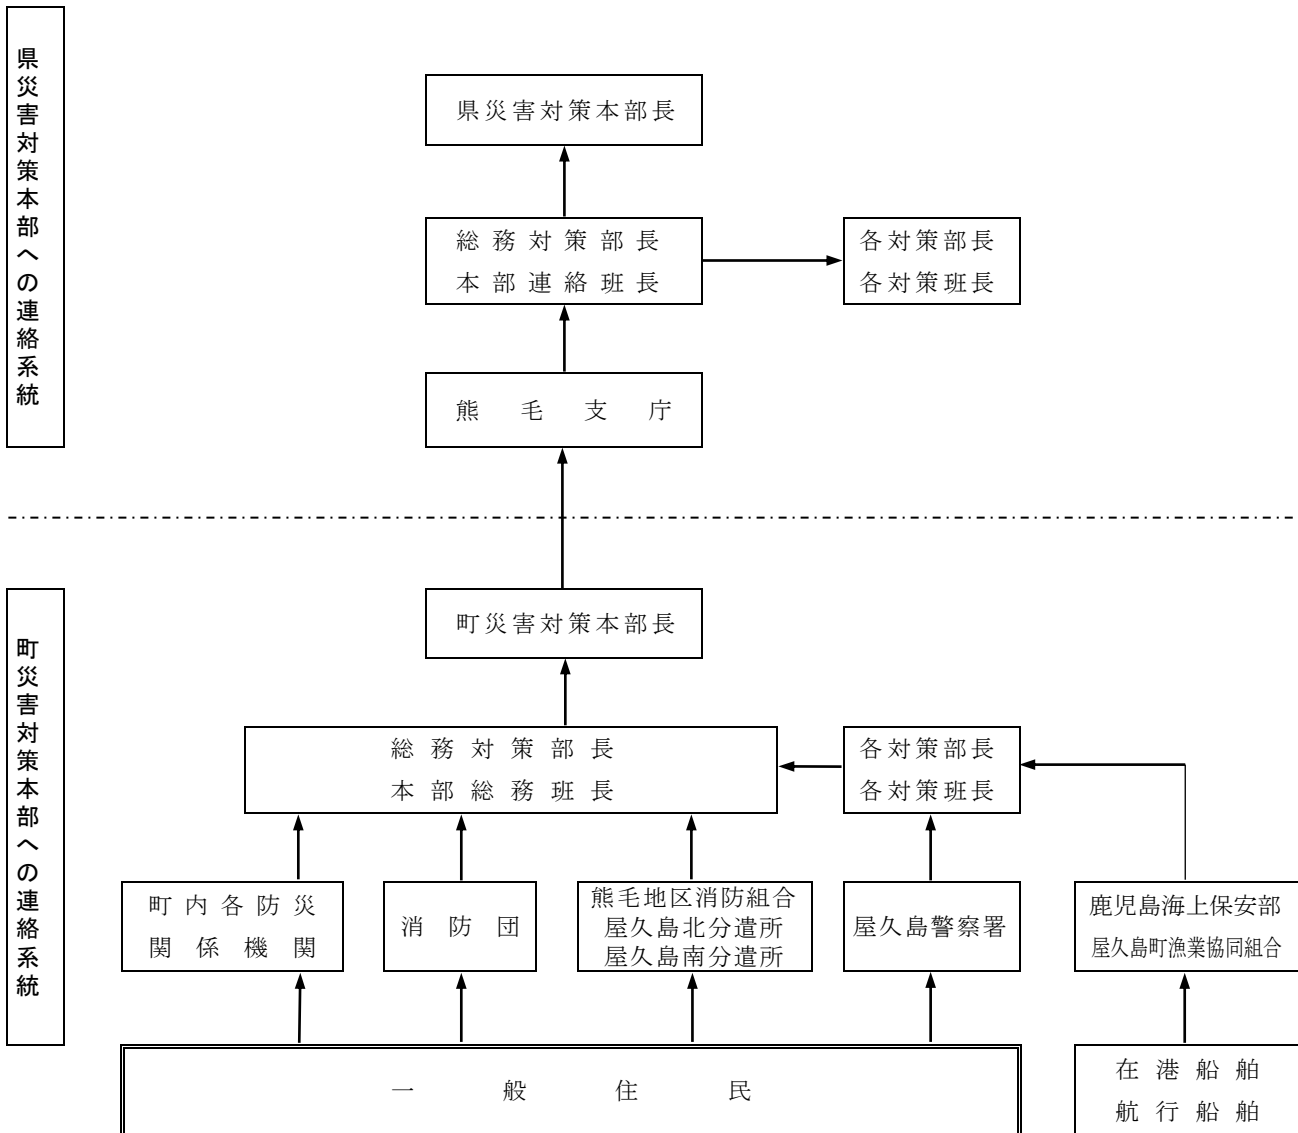 県災害対策本部への連絡系統
県災害対策本部長
総務対策部長
本部連絡班長
各対策部長
各対策班長
熊毛支庁
町災害対策本部への連絡系統
町災害対策本部長
総務対策部長
本部総務班長
各対策部長
各対策班長
町内各防災
関係機関
消防団
熊毛地区消防組合
屋久島北分遣所
屋久島南分遣所
屋久島警察署
鹿児島海上保安部
屋久島町漁業協同組合
一般住民
在港船舶
航行船舶